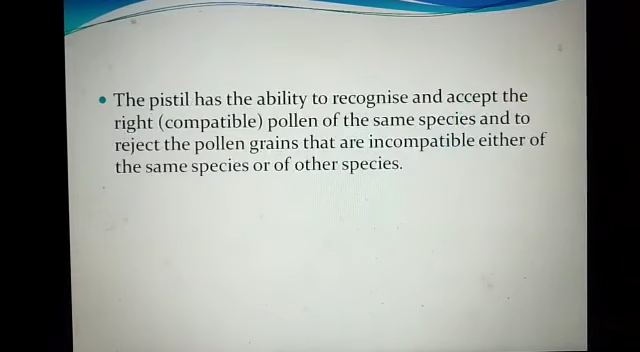 • The pistil has the ability to recognise and accept the
right (compatible) pollen of the same species and to
reject the pollen grains that are incompatible either of
the same species or of other species.